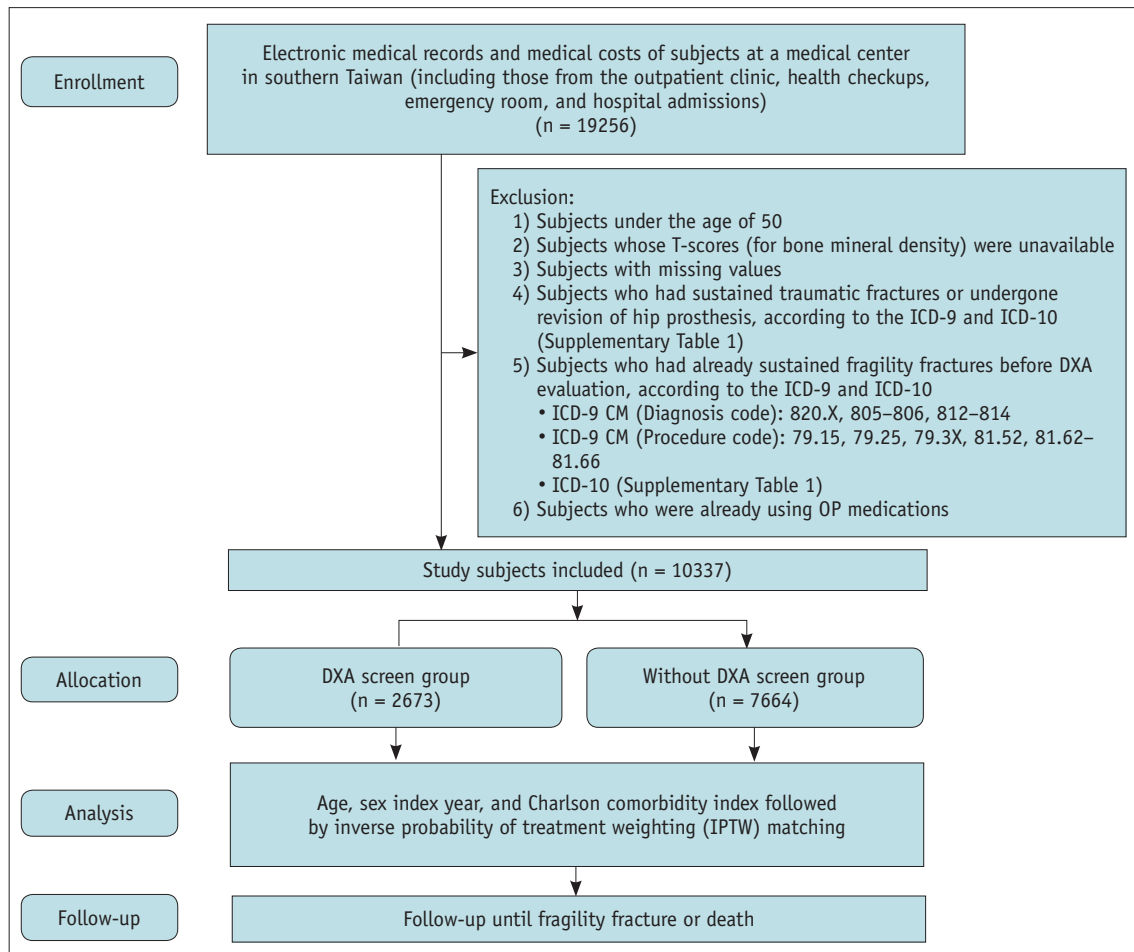 Enrollment
Electronic medical records and medical costs of subjects at a medical center
in southern Taiwan (including those from the outpatient clinic, health checkups,
emergency room, and hospital admissions)
(n = 19256)
Exclusion:
1) Subjects under the age of 50
2) Subjects whose T-scores (for bone mineral density) were unavailable
3) Subjects with missing values
4) Subjects who had sustained traumatic fractures or undergone
revision of hip prosthesis, according to the ICD-9 and ICD-10
(Supplementary Table 1)
5) Subjects who had already sustained fragility fractures before DXA
evaluation, according to the ICD-9 and ICD-10
• ICD-9 CM (Diagnosis code): 820.X, 805–806, 812–814
• ICD-9 CM (Procedure code): 79.15, 79.25, 79.3X, 81.52, 81.62–
81.66
• ICD-10 (Supplementary Table 1)
6) Subjects who were already using OP medications
Study subjects included (n = 10337)
Allocation
DXA screen group
(n = 2673)
Without DXA screen group
(n = 7664)
Analysis
Age, sex index year, and Charlson comorbidity index followed
by inverse probability of treatment weighting (IPTW) matching
Follow-up
Follow-up until fragility fracture or death